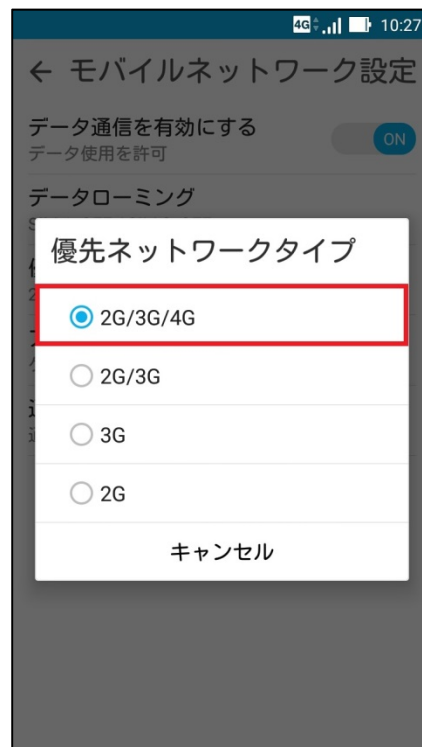 4G 10:27
← モバイルネットワーク設定
データ通信を有効にする
ON
データ使用を許可
データローミング
優先ネットワークタイプ
2G/3G/4G
2G/3G
3G
2G
キャンセル